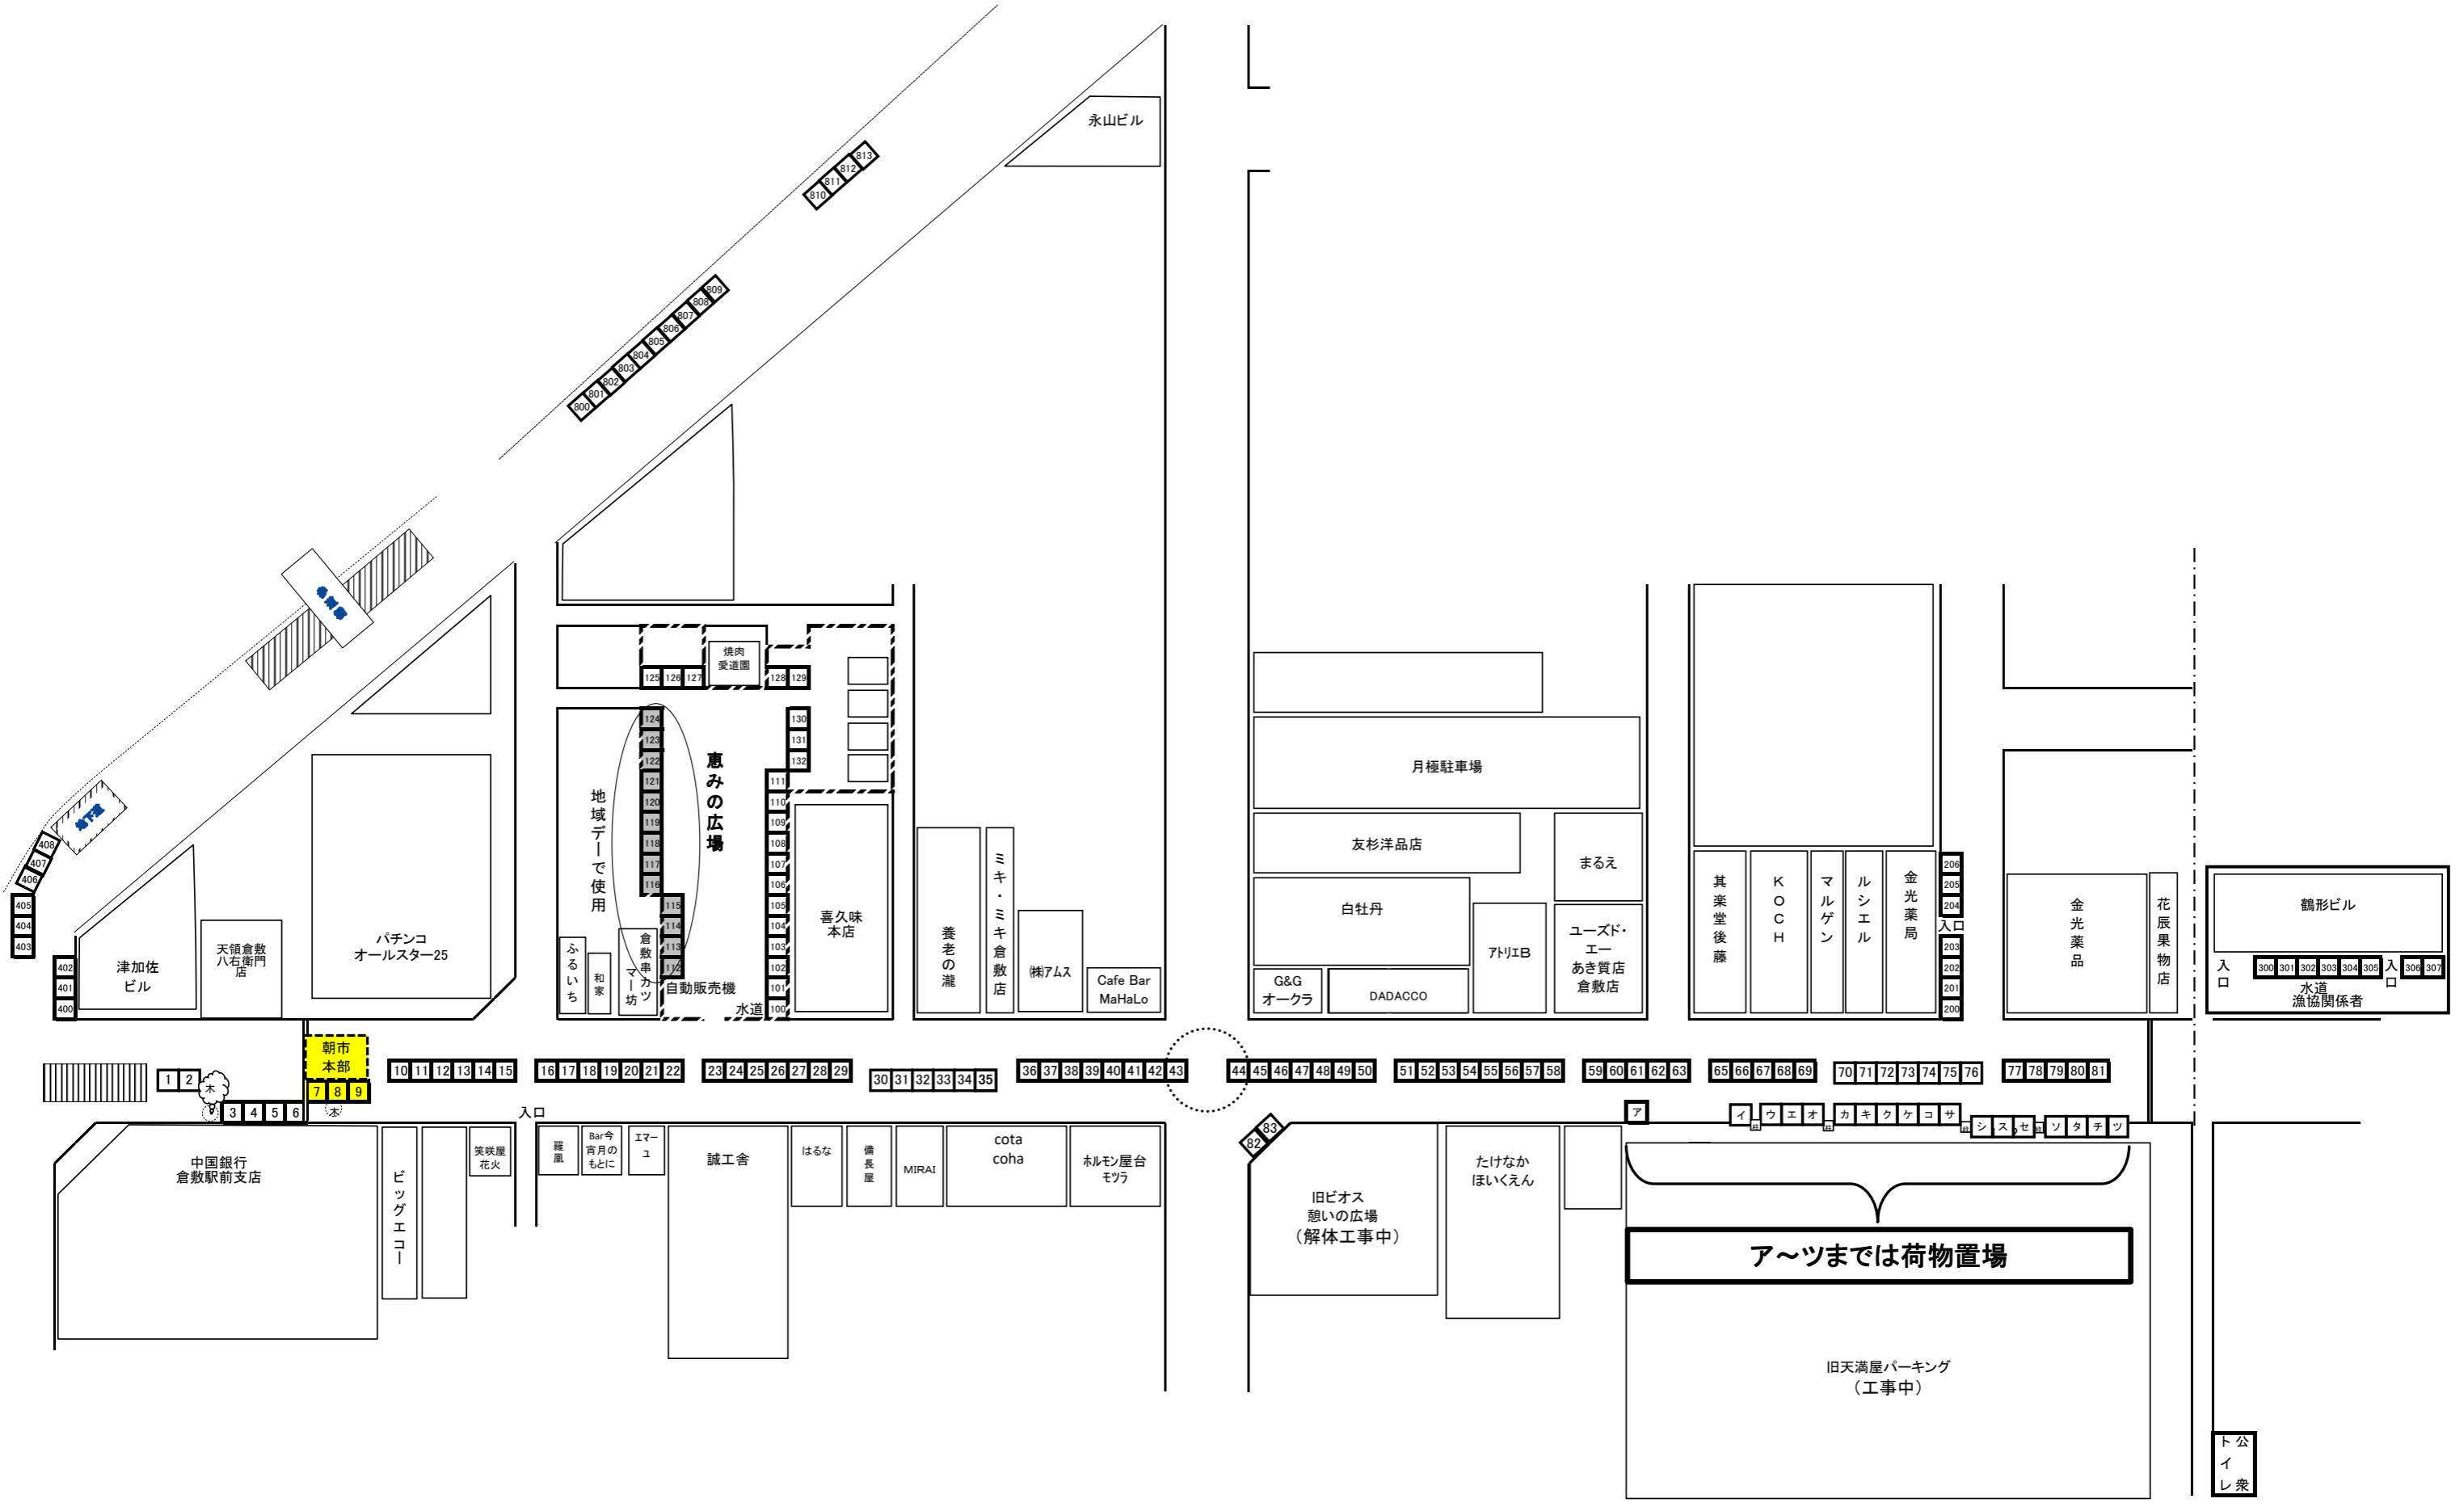 永山ビル
813
812
811
810
809
808
807
806
805
804
803
802
801
800
地下道
408
407
406
405
404
403
402
401
400
津加佐
ビル
天領倉敷
八右衛門
店
パチンコ
オールスター25
焼肉
愛道園
125 126 127
128 129
124
123
122
121
120
119
118
117
116
115
114
113
112
130
131
132
111
110
109
108
107
106
105
104
103
102
101
100
恵みの広場
地域デーで使用
ふるいち
和家
倉敷串カツ
マー坊
自動販売機
水道
喜久味
本店
養老の瀧
ミキ・ミキ倉敷店
㈱アムス
Cafe Bar
MaHaLo
月極駐車場
友杉洋品店
まるえ
白牡丹
アトリエB
ユーズド・
エー
あき質店
倉敷店
G&G
オークラ
DADACCO
其楽堂後藤
KOCH
マルゲン
ルシエル
金光薬局
206
205
204
入口
203
202
201
200
金光薬品
花辰果物店
鶴形ビル
入口
300 301 302 303 304 305
入口
306 307
水道
漁協関係者
朝市
本部
1 2
木
3 4 5 6
7 8 9
木
10 11 12 13 14 15
16 17 18 19 20 21 22
23 24 25 26 27 28 29
30 31 32 33 34 35
36 37 38 39 40 41 42 43
44 45 46 47 48 49 50
51 52 53 54 55 56 57 58
59 60 61 62 63
65 66 67 68 69
70 71 72 73 74 75 76
77 78 79 80 81
入口
82 83
ア
イ
ウ エ オ
カ キ ク ケ コ サ
シ ス セ
ソ タ チ ツ
中国銀行
倉敷駅前支店
ビッグエコー
笑咲屋
花火
羅凰
Bar今
宵月の
もとに
エマー
ュ
誠工舎
はるな
備長屋
MIRAI
cota
coha
ホルモン屋台
モツラ
旧ビオス
憩いの広場
（解体工事中）
たけなか
ほいくえん
ア～ツまでは荷物置場
旧天満屋パーキング
（工事中）
公衆
トイレ